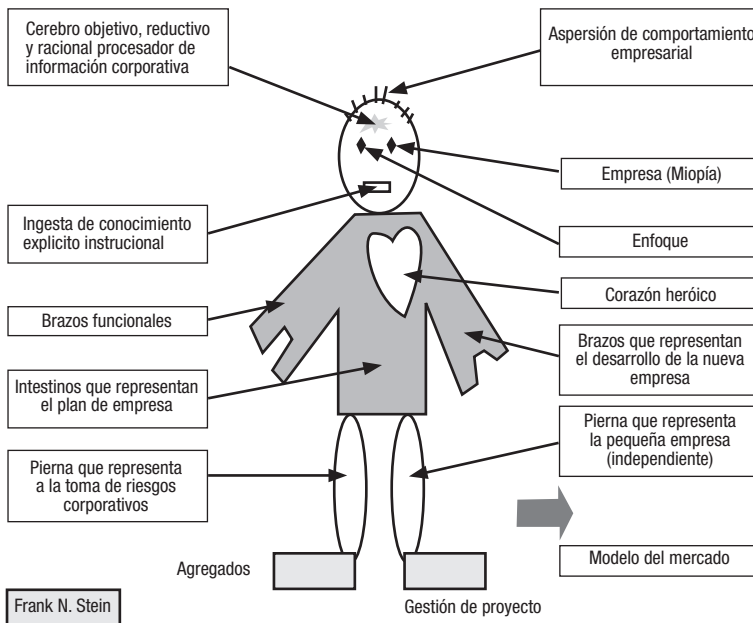 Cerebro objetivo, reductivo
y racional procesador de
información corporativa
Aspersión de comportamiento
empresarial
Empresa (Miopía)
Ingesta de conocimiento
explicito instrucional
Enfoque
Corazón heróico
Brazos funcionales
Brazos que representan
el desarrollo de la nueva
empresa
Intestinos que representan
el plan de empresa
Pierna que representa
la pequeña empresa
(independiente)
Pierna que representa
a la toma de riesgos
corporativos
Modelo del mercado
Agregados
Gestión de proyecto
Frank N. Stein